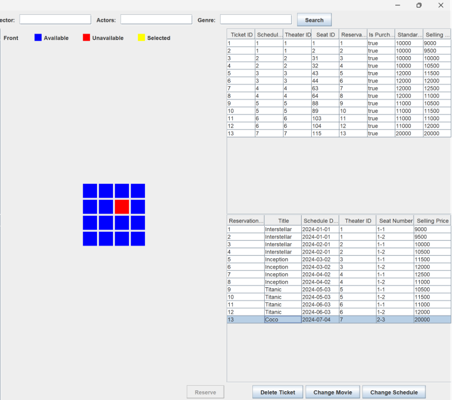 ector: Actors: Genre: Search
Front Available Unavailable Selected
Ticket ID Schedul... Theater ID Seat ID Reserva... Is Purch... Standar... Selling ...
1 1 1 1 1 true 10000 9000
2 1 1 2 2 true 10000 9500
3 2 2 31 3 true 10000 10000
4 2 2 32 4 true 10000 10500
5 3 3 43 5 true 12000 11500
6 3 3 44 6 true 12000 12000
7 4 4 63 7 true 12000 12500
8 4 4 64 8 true 12000 11000
9 5 5 88 9 true 11000 10500
10 5 5 89 10 true 11000 11500
11 6 6 103 11 true 11000 11000
12 6 6 104 12 true 11000 12000
13 7 7 115 13 true 20000 20000
Reservation... Title Schedule D... Theater ID Seat Number Selling Price
1 Interstellar 2024-01-01 1 1-1 9000
2 Interstellar 2024-01-01 1 1-2 9500
3 Interstellar 2024-02-01 2 1-1 10000
4 Interstellar 2024-02-01 2 1-2 10500
5 Inception 2024-03-02 3 1-1 11500
6 Inception 2024-03-02 3 1-2 12000
7 Inception 2024-04-02 4 1-1 12500
8 Inception 2024-04-02 4 1-2 11000
9 Titanic 2024-05-03 5 1-1 10500
10 Titanic 2024-05-03 5 1-2 11500
11 Titanic 2024-06-03 6 1-1 11000
12 Titanic 2024-06-03 6 1-2 12000
13 Coco 2024-07-04 7 2-3 20000
Reserve Delete Ticket Change Movie Change Schedule